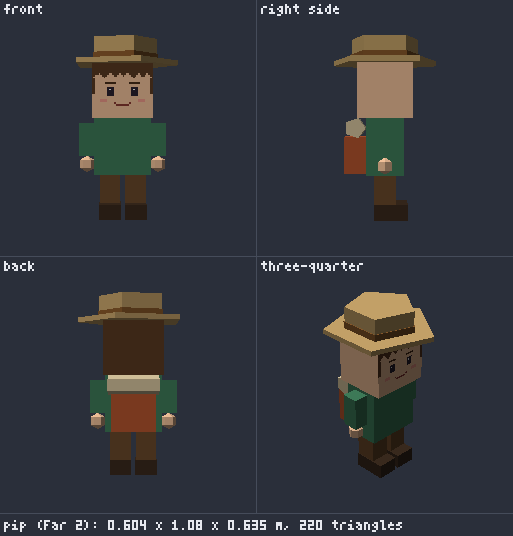 front
right side
back
three-quarter
pip (Far 2): 0.604 x 1.08 x 0.635 m, 220 triangles